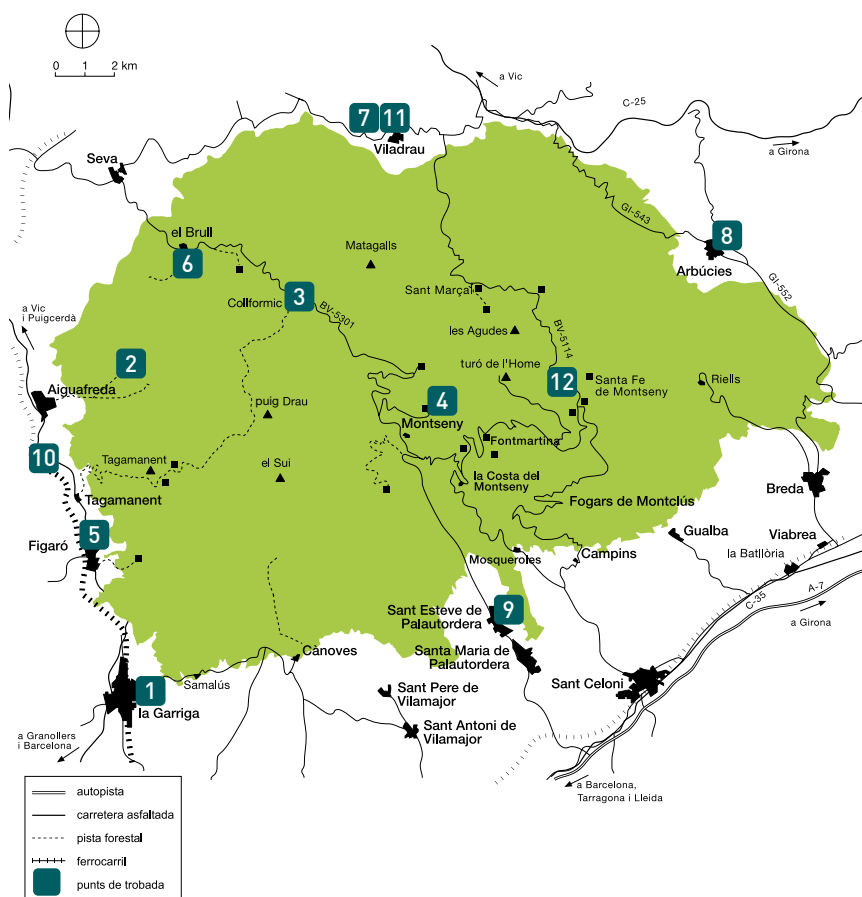 0 1 2 km
a Vic
C-25
7
11
Viladrau
a Girona
Seva
GI-543
el Brull
8
6
Matagalls
Arbúcies
Collformic
3
Sant Marçal
GI-552
BV-5301
a Vic
i Puigcerdà
les Agudes
BV-5114
2
turó de l'Home
12
Santa Fe
de Montseny
Riells
Aiguafreda
4
puig Drau
Montseny
Fontmartina
10
Tagamanent
el Sui
la Costa del
Montseny
Breda
Tagamanent
Fogars de Montclús
5
Figaró
Gualba
Viabrea
Mosqueroles
Campins
la Batllòria
A-7
C-35
Sant Esteve de
Palautordera
9
a Girona
Cànoves
Santa Maria de
Palautordera
Samalús
1
la Garriga
Sant Pere de
Vilamajor
Sant Celoni
Sant Antoni de
Vilamajor
a Granollers
i Barcelona
a Barcelona,
Tarragona i Lleida
autopista
carretera asfaltada
pista forestal
ferrocarril
punts de trobada